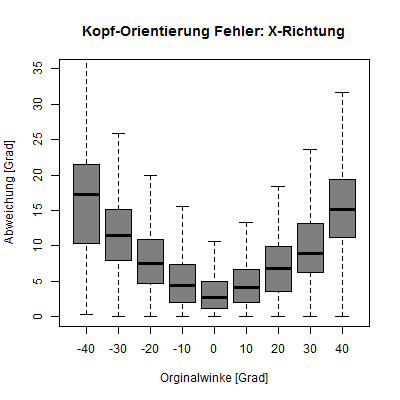 Kopf-Orientierung Fehler: X-Richtung
Abweichung [Grad]
35
30
25
20
15
10
5
0
-40 -30 -20 -10 0 10 20 30 40
Orginalwinke [Grad]